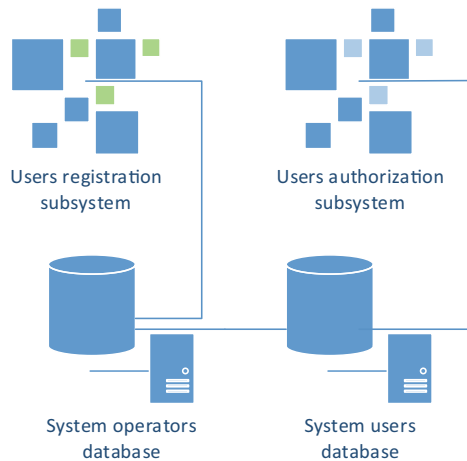 Users registration
subsystem
Users authorization
subsystem
System operators
database
System users
database